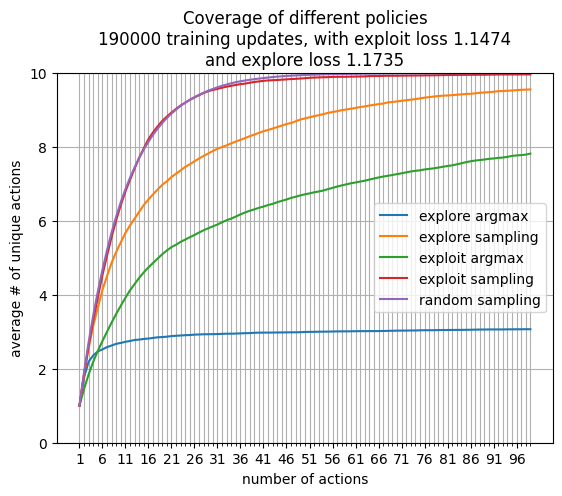 Coverage of different policies
190000 training updates, with exploit loss 1.1474
and explore loss 1.1735
10
8
6
4
2
0
average # of unique actions
explore argmax
explore sampling
exploit argmax
exploit sampling
random sampling
1 6 11 16 21 26 31 36 41 46 51 56 61 66 71 76 81 86 91 96
number of actions